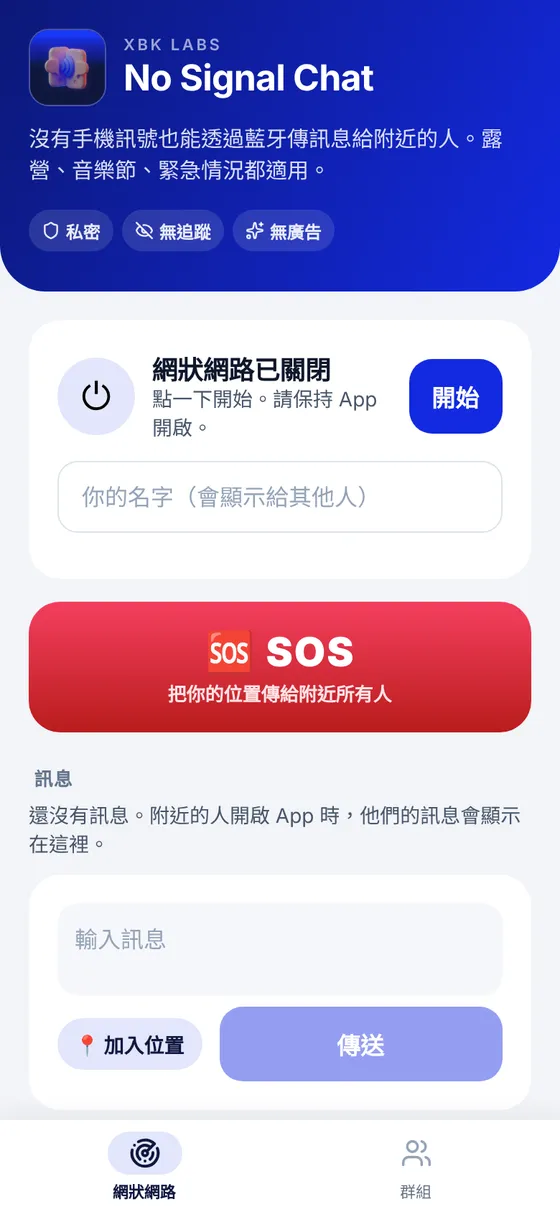 XBK LABS
No Signal Chat
沒有手機訊號也能透過藍牙傳訊息給附近的人。露
營、音樂節、緊急情況都適用。
私密
無追蹤
無廣告
網狀網路已關閉
點一下開始。請保持 App
開啟。
開始
你的名字（會顯示給其他人）
🆘 SOS
把你的位置傳給附近所有人
訊息
還沒有訊息。附近的人開啟 App 時，他們的訊息會顯示
在這裡。
輸入訊息
📍 加入位置
傳送
網狀網路
群組